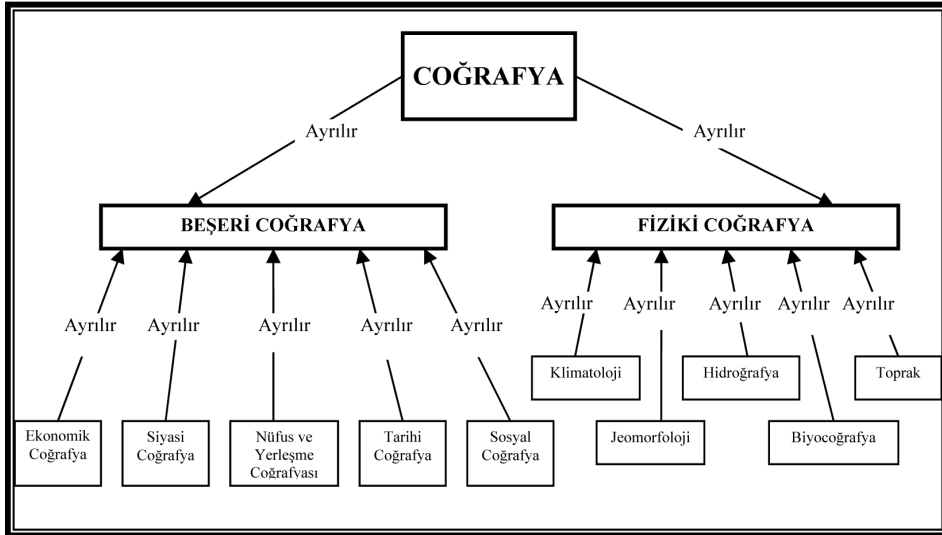 COĞRAFYA
Ayrılır
Ayrılır
BEŞERİ COĞRAFYA
FİZİKİ COĞRAFYA
Ayrılır
Ayrılır
Ayrılır
Ayrılır
Ayrılır
Ayrılır
Ayrılır
Ayrılır
Ayrılır
Ayrılır
Klimatoloji
Hidroğrafya
Toprak
Ekonomik
Coğrafya
Siyasi
Coğrafya
Nüfus ve
Yerleşme
Coğrafyası
Tarihi
Coğrafya
Sosyal
Coğrafya
Jeomorfoloji
Biyocoğrafya